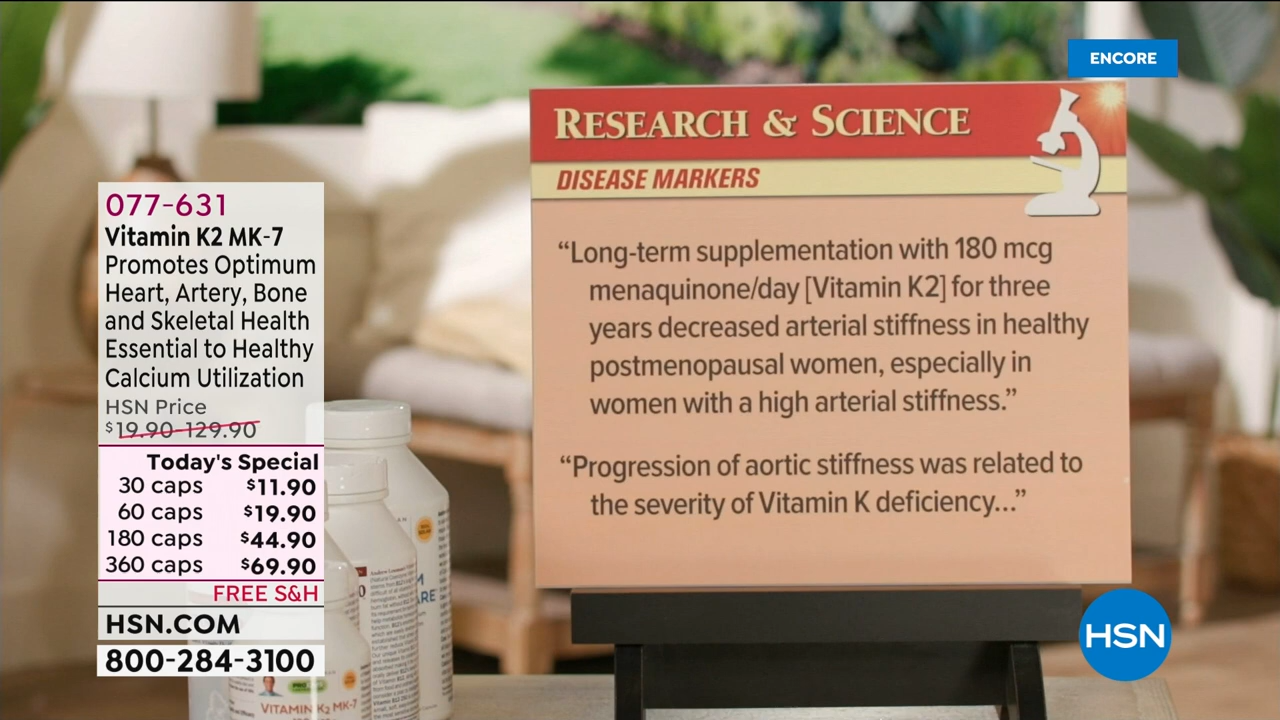 ENCORE
RESEARCH & SCIENCE
DISEASE MARKERS
“Long-term supplementation with 180 mcg
menaquinone/day [Vitamin K2] for three
years decreased arterial stiffness in healthy
postmenopausal women, especially in
women with a high arterial stiffness.”
“Progression of aortic stiffness was related to
the severity of Vitamin K deficiency...”
077-631
Vitamin K2 MK-7
Promotes Optimum
Heart, Artery, Bone
and Skeletal Health
Essential to Healthy
Calcium Utilization
HSN Price
$19.90-129.90
Today's Special
30 caps $11.90
60 caps $19.90
180 caps $44.90
360 caps $69.90
FREE S&H
HSN.COM
800-284-3100
VITAMIN K2 MK-7
HSN